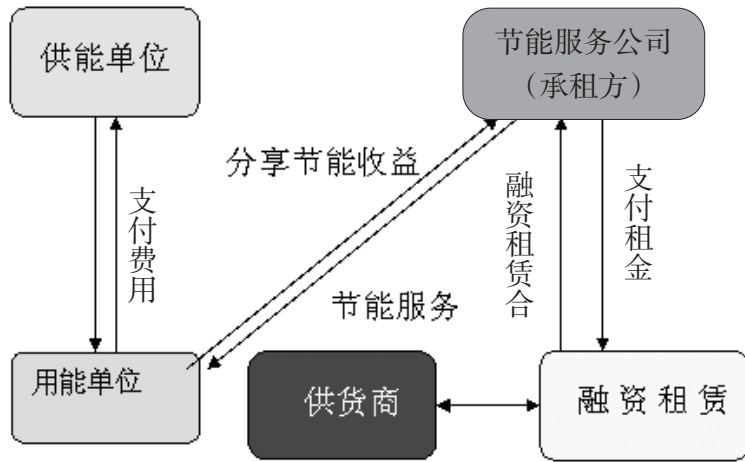 供能单位
节能服务公司
（承租方）
分享节能收益
支付费用
融资租赁合
支付租金
节能服务
用能单位
供货商
融资租赁